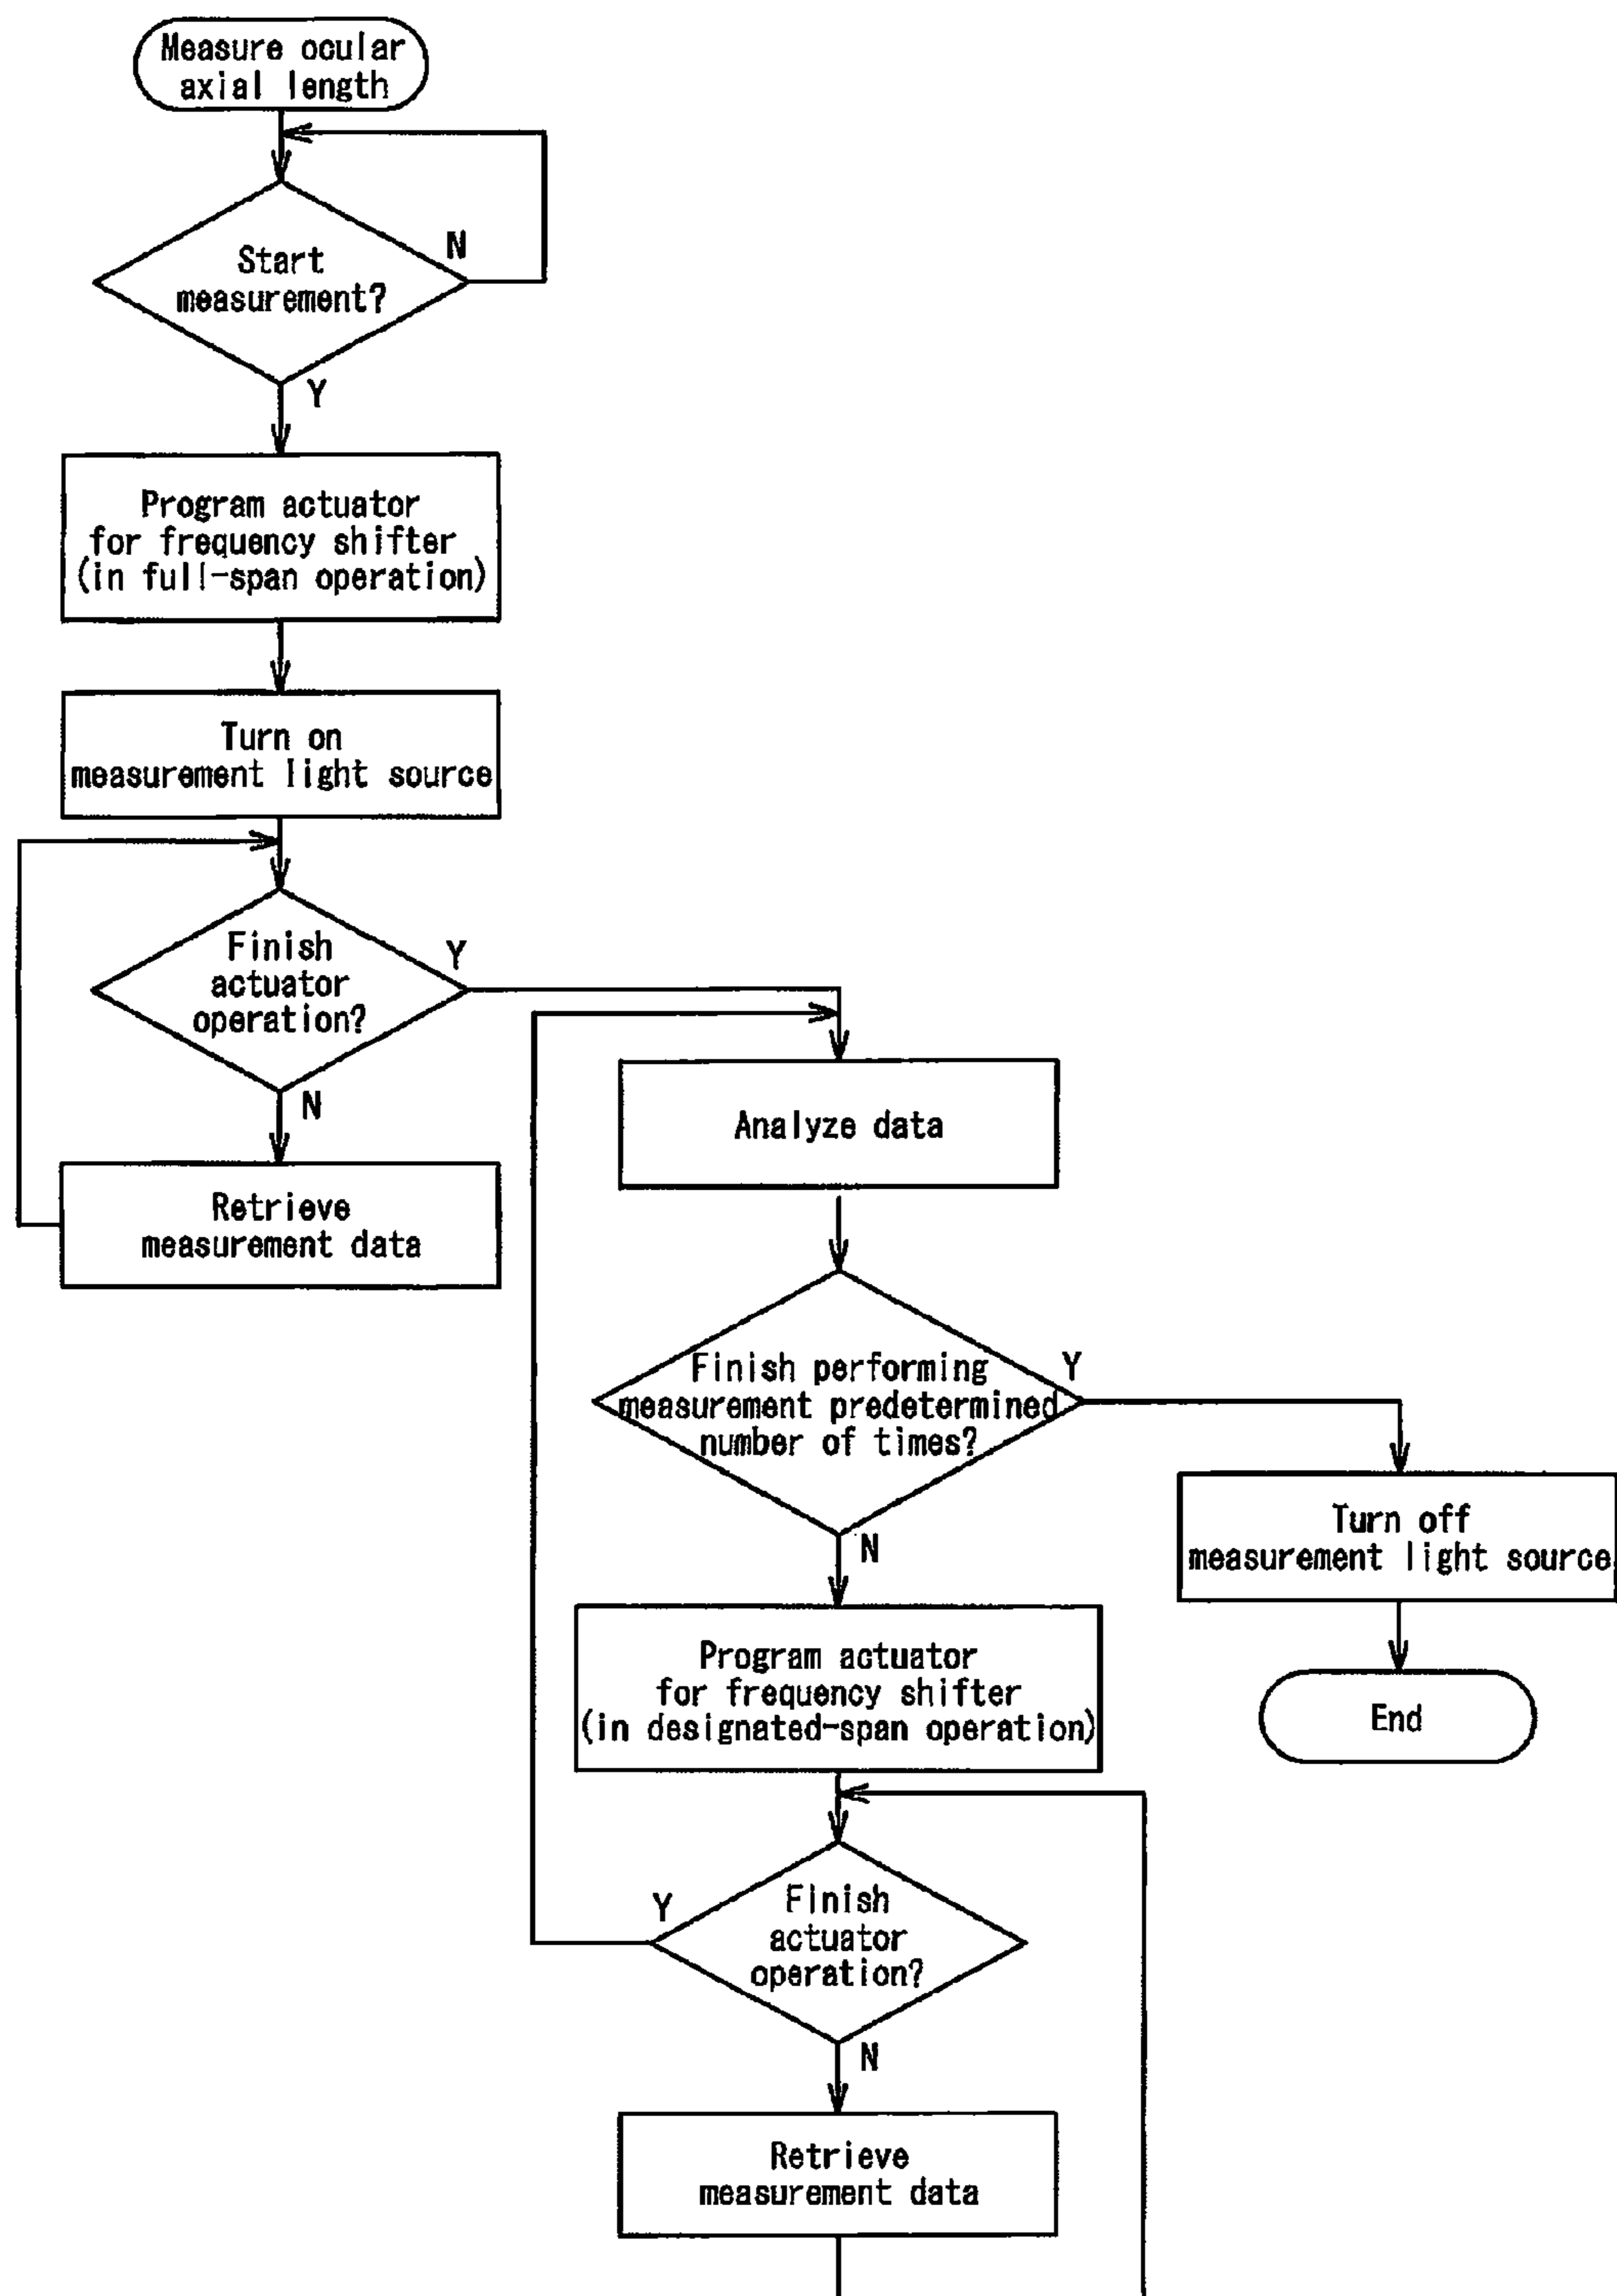 Measure ocular
axial length
N
Start
measurement?
Y
Program actuator
for frequency shifter
(in full-span operation)
Turn on
measurement light source
Finish
actuator
operation?
Y
N
Retrieve
measurement data
Analyze data
Finish performing
measurement predetermined
number of times?
Y
N
Turn off
measurement light source
End
Program actuator
for frequency shifter
(in designated-span operation)
Y
Finish
actuator
operation?
N
Retrieve
measurement data